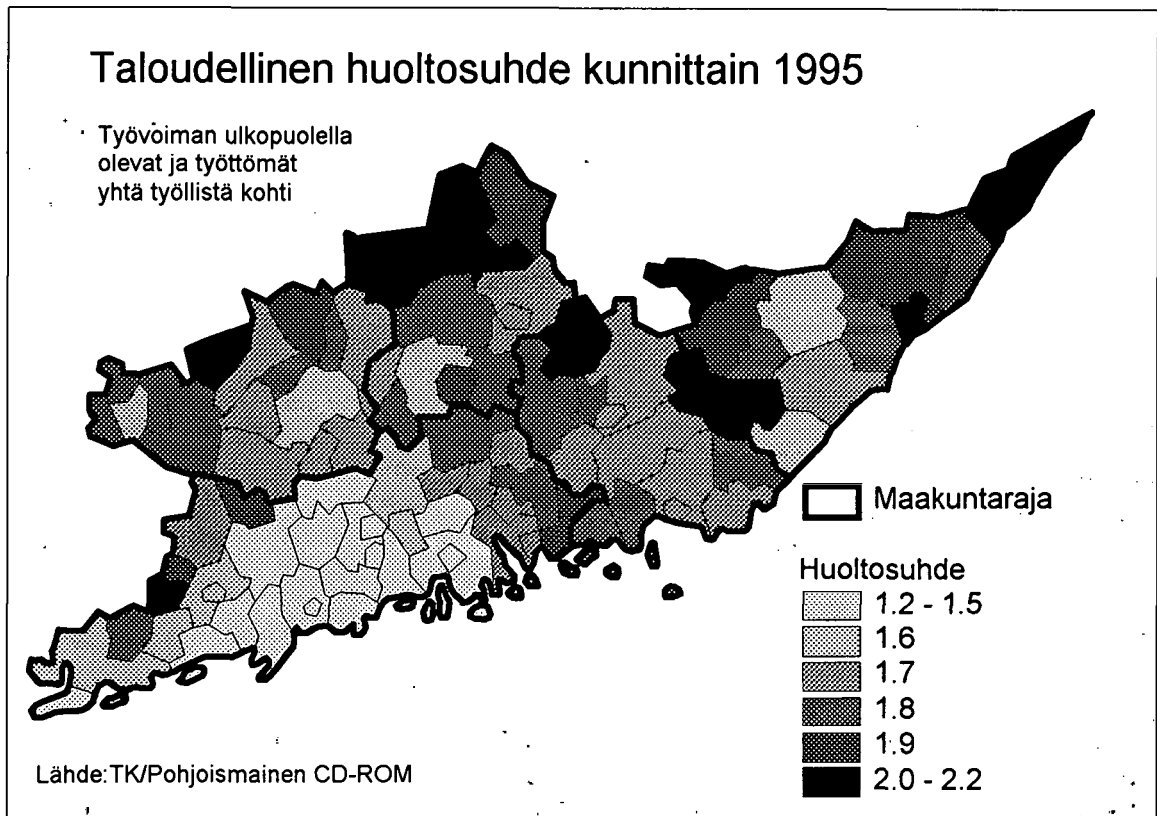 Taloudellinen huoltosuhde kunnittain 1995
Työvoiman ulkopuolella
olevat ja työttömät
yhtä työllistä kohti
Maakuntaraja
Huoltosuhde
1.2 - 1.5
1.6
1.7
1.8
1.9
2.0 - 2.2
Lähde:TK/Pohjoismainen CD-ROM